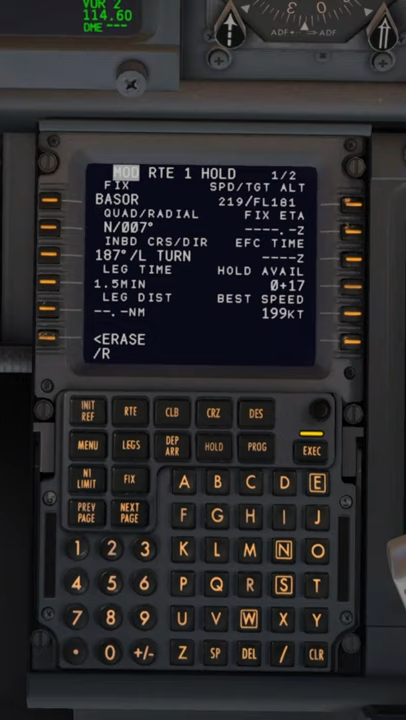 VOR 2
114.60
DME ---
ADF ADF
MOD RTE 1 HOLD 1/2
FIX SPD/TGT ALT
BASOR 219/FL181
QUAD/RADIAL FIX ETA
N/007° ----.-Z
INBD CRS/DIR EFC TIME
187°/L TURN ----Z
LEG TIME HOLD AVAIL
1.5MIN 0+17
LEG DIST BEST SPEED
--.-NM 199KT
<ERASE
/R
INIT REF RTE CLB CRZ DES
MENU LEGS DEP ARR HOLD PROG EXEC
N1 LIMIT FIX A B C D E
PREV PAGE NEXT PAGE F G H I J
1 2 3 K L M N O
4 5 6 P Q R S T
7 8 9 U V W X Y
. 0 +/- Z SP DEL / CLR